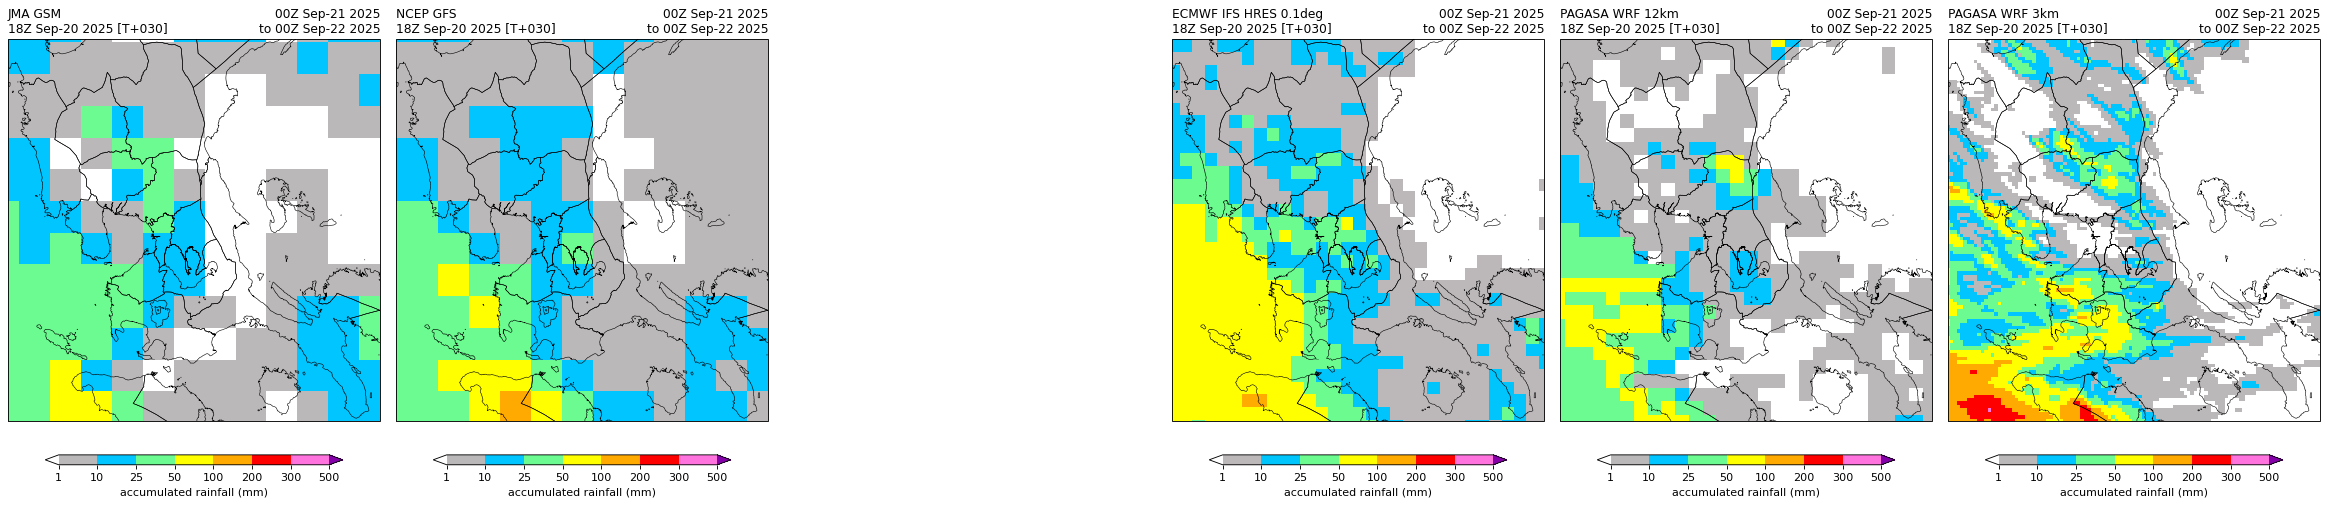 JMA GSM 00Z Sep-21 2025
18Z Sep-20 2025 [T+030] to 00Z Sep-22 2025
1 10 25 50 100 200 300 500
accumulated rainfall (mm)
NCEP GFS 00Z Sep-21 2025
18Z Sep-20 2025 [T+030] to 00Z Sep-22 2025
1 10 25 50 100 200 300 500
accumulated rainfall (mm)
ECMWF IFS HRES 0.1deg 00Z Sep-21 2025
18Z Sep-20 2025 [T+030] to 00Z Sep-22 2025
1 10 25 50 100 200 300 500
accumulated rainfall (mm)
PAGASA WRF 12km 00Z Sep-21 2025
18Z Sep-20 2025 [T+030] to 00Z Sep-22 2025
1 10 25 50 100 200 300 500
accumulated rainfall (mm)
PAGASA WRF 3km 00Z Sep-21 2025
18Z Sep-20 2025 [T+030] to 00Z Sep-22 2025
1 10 25 50 100 200 300 500
accumulated rainfall (mm)